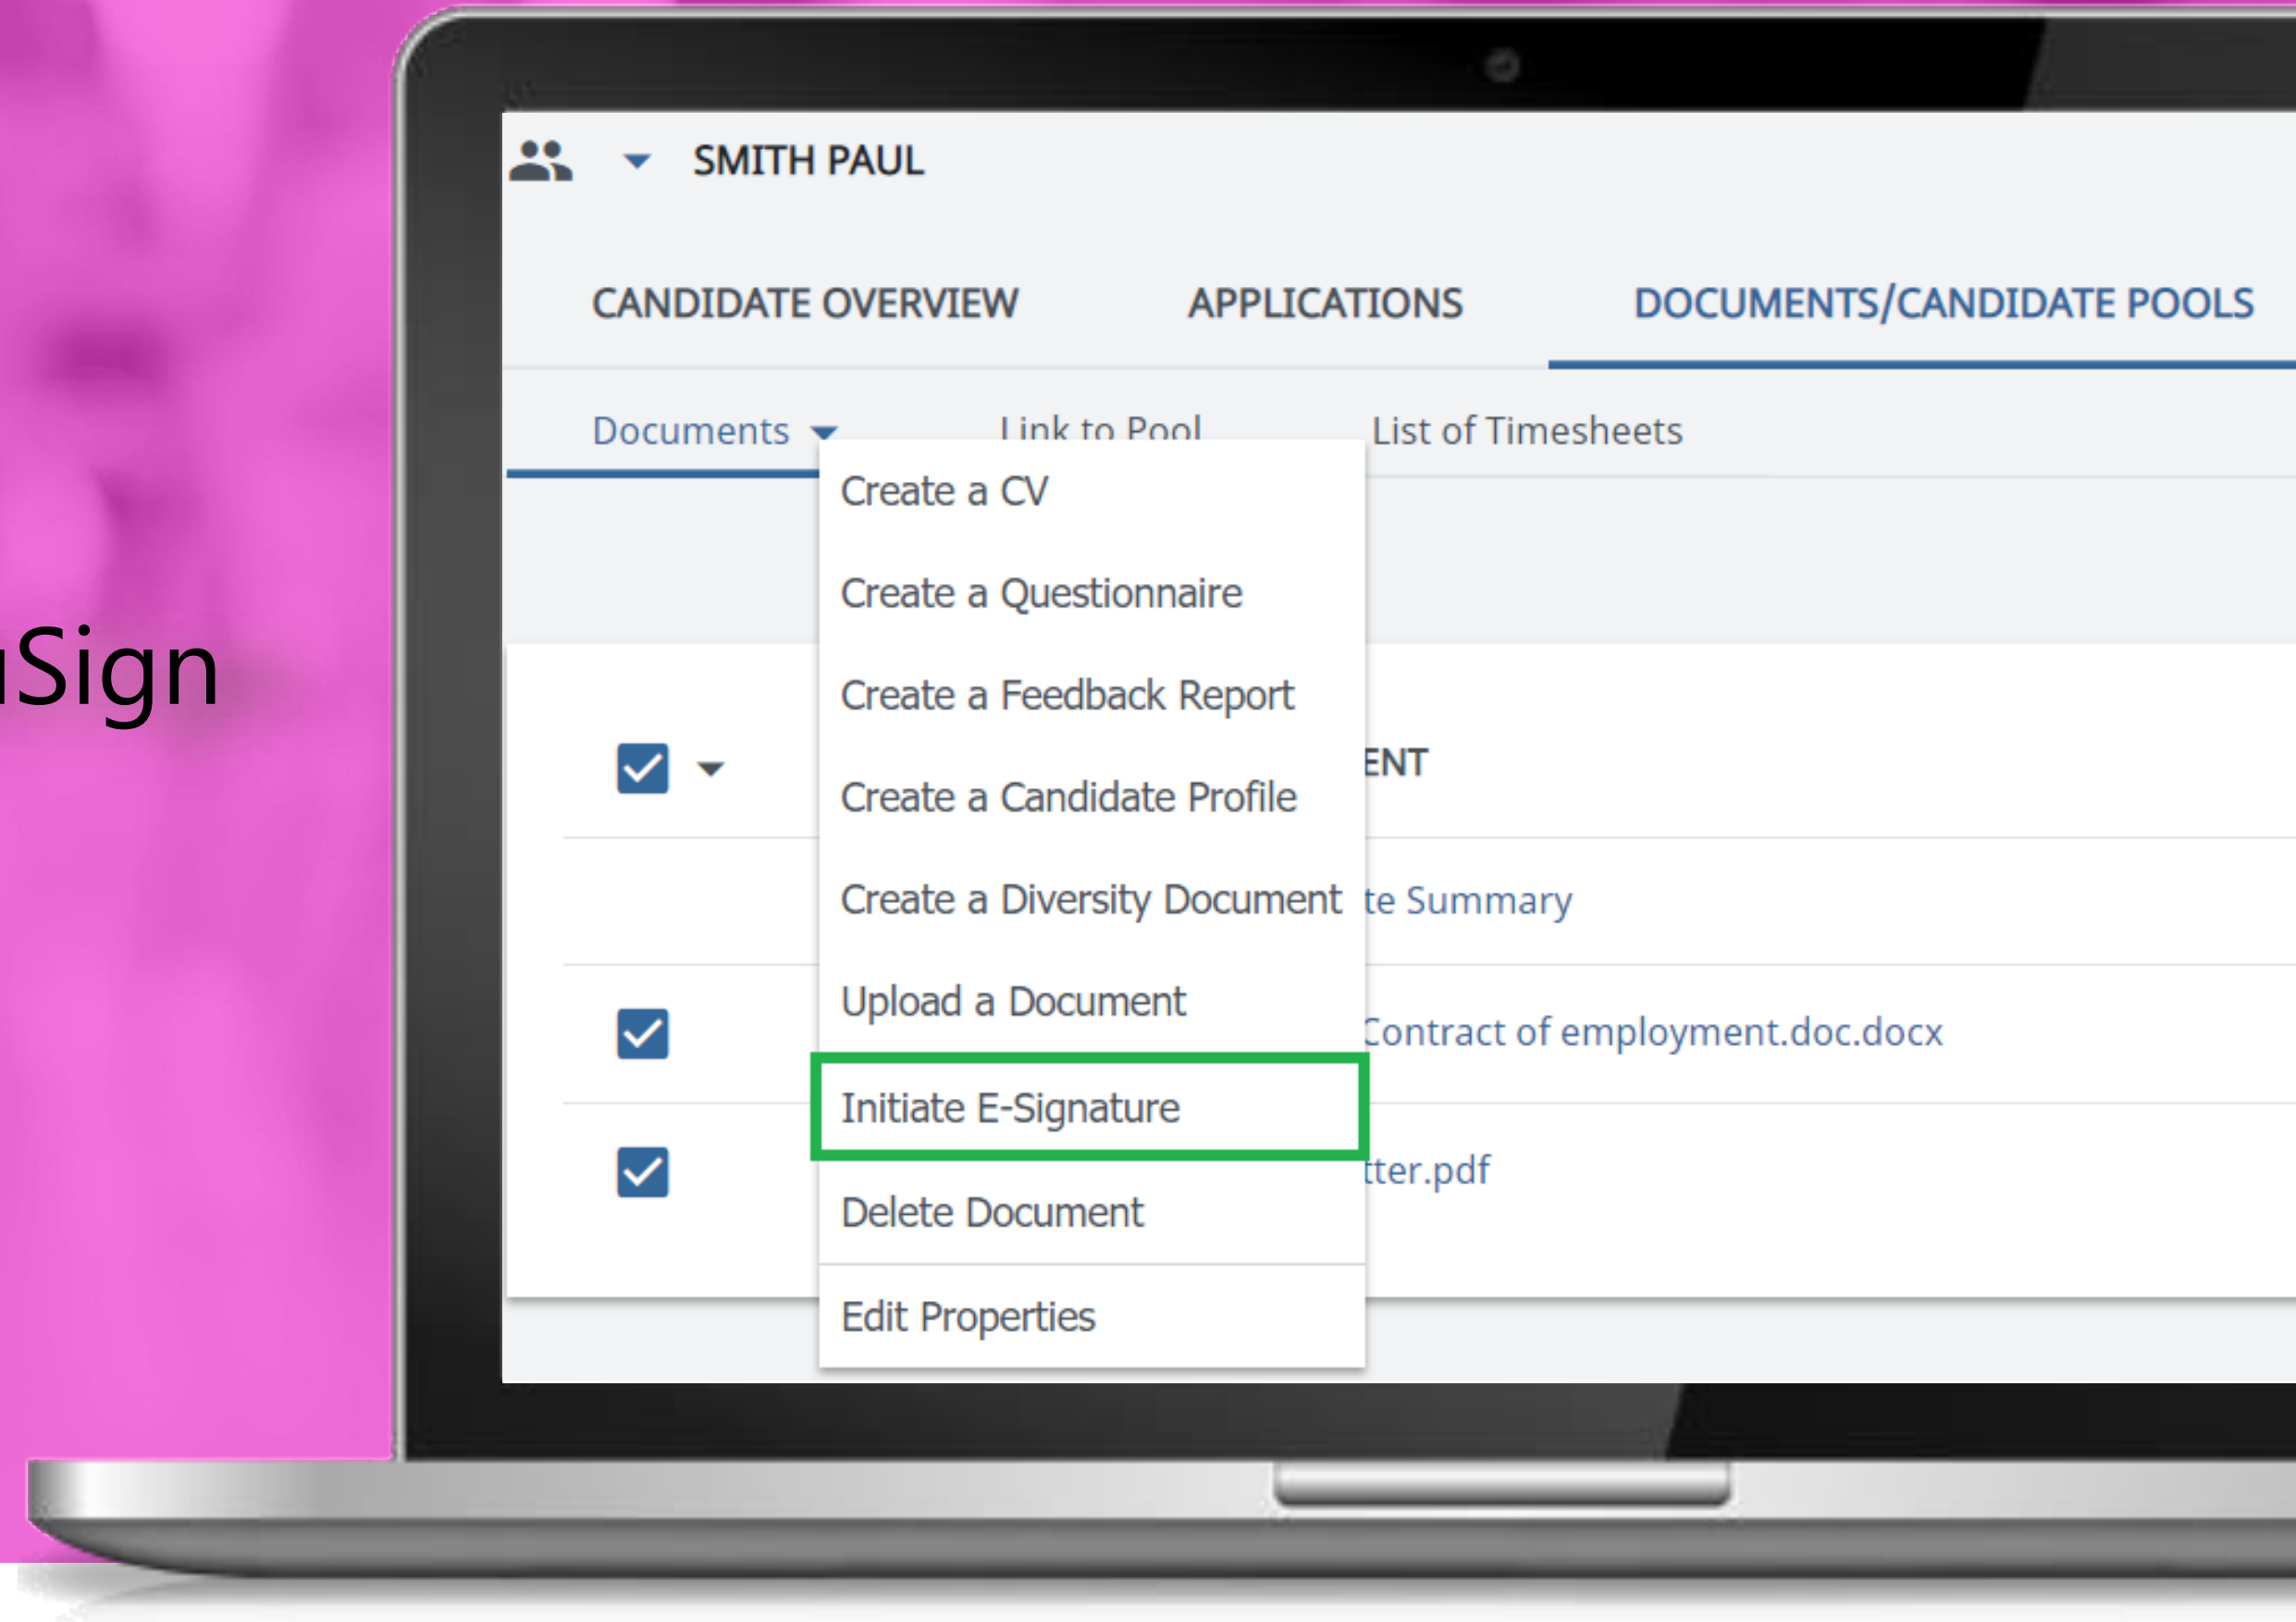 SMITH PAUL
CANDIDATE OVERVIEW APPLICATIONS DOCUMENTS/CANDIDATE POOLS
Documents Link to Pool List of Timesheets
Create a CV
Create a Questionnaire
Create a Feedback Report
Create a Candidate Profile
Create a Diversity Document
Upload a Document
Initiate E-Signature
Delete Document
Edit Properties
ENT
te Summary
Contract of employment.doc.docx
tter.pdf
uSign